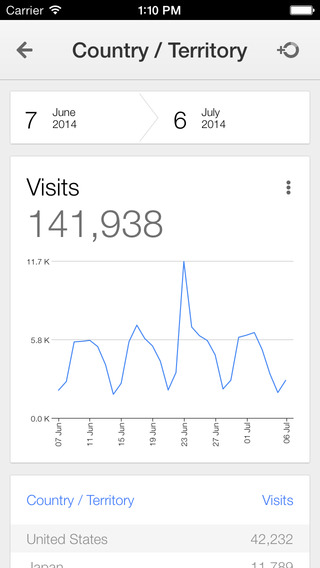 Carrier 1:10 PM
Country / Territory
7 June 2014 6 July 2014
Visits
141,938
11.7 K
5.8 K
0.0 K
07 Jun 11 Jun 15 Jun 19 Jun 23 Jun 27 Jun 01 Jul 06 Jul
Country / Territory Visits
United States 42,232
Japan 11,789